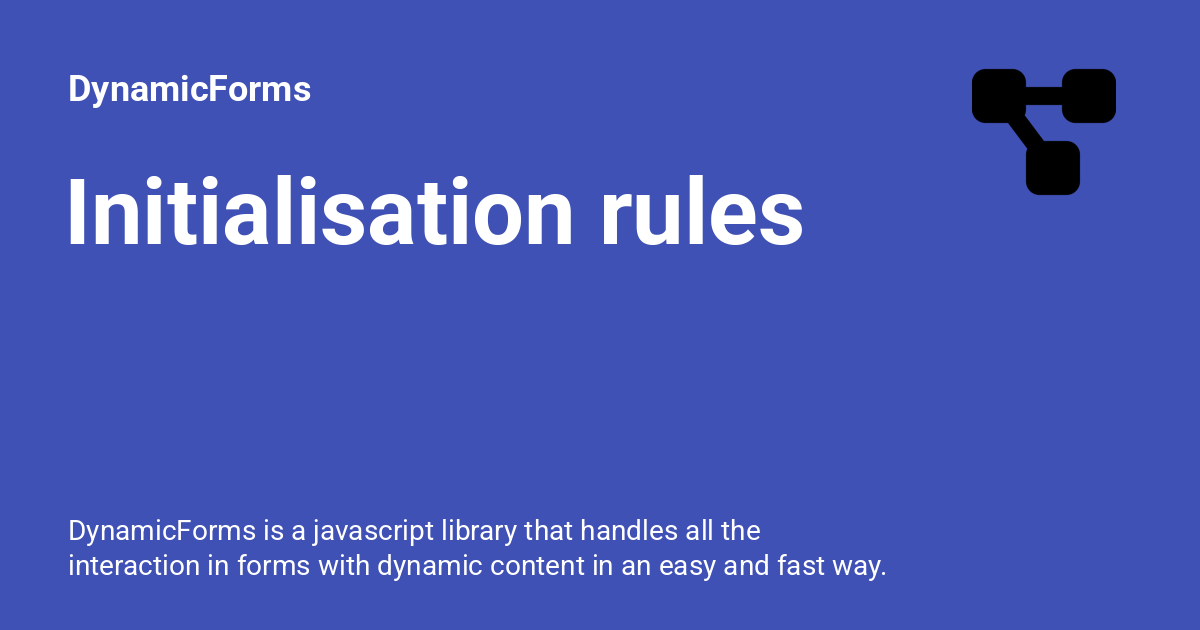 DynamicForms
Initialisation rules
DynamicForms is a javascript library that handles all the
interaction in forms with dynamic content in an easy and fast way.